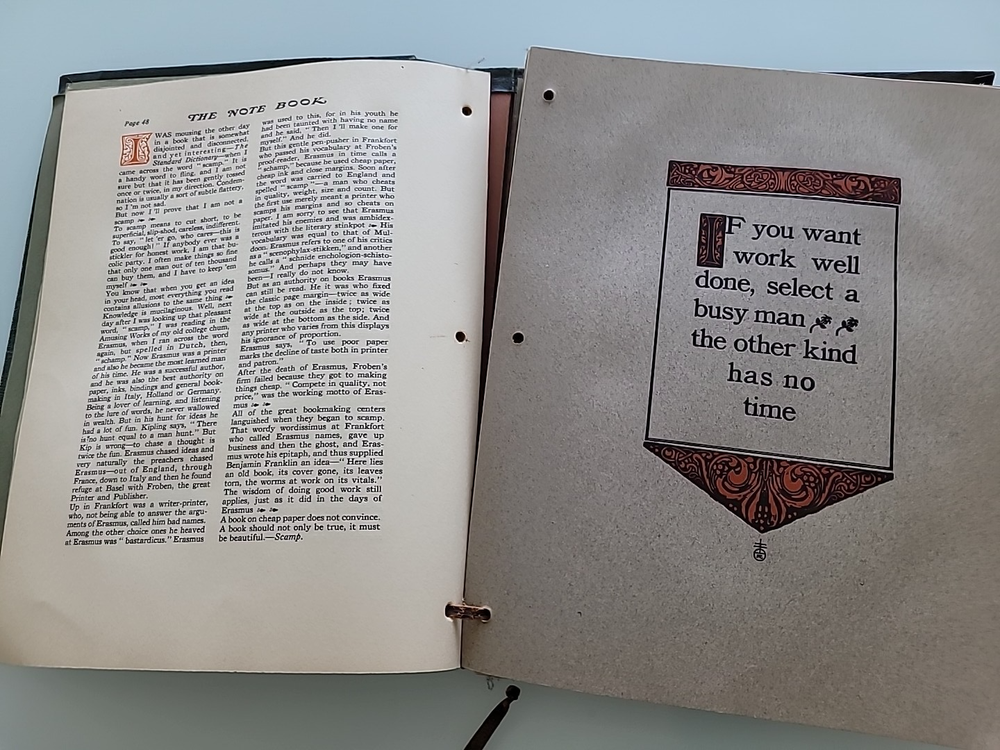 Page 48
THE NOTE BOOK
I WAS mousing the other day
in a book that is somewhat
disjointed and disconnected,
and yet interesting—The
Standard Dictionary—when I
came across the word "scamp." It is
a handy word to fling, and I am not
sure but that it has been gently tossed
once or twice, in my direction. Condem-
nation is usually a sort of subtle flattery,
so I'm not sad.
But now I'll prove that I am not a
scamp
To scamp means to cut short, to be
superficial, slip-shod, careless, indifferent.
To say, "let 'er go, who cares—this is
good enough!" If anybody ever was a
stickler for honest work, I am that bu-
colic party. I often make things so fine
that only one man out of ten thousand
can buy them, and I have to keep 'em
myself
You know that when you get an idea
in your head, most everything you read
contains allusions to the same thing
Knowledge is mucilaginous. Well, next
day after I was looking up that pleasant
word, "scamp," I was reading in the
Amusing Works of my old college chum,
Erasmus, when I ran across the word
again, but spelled in Dutch, then,
"schamp." Now Erasmus was a printer
and also he became the most learned man
of his time. He was a successful author,
and he was also the best authority on
paper, inks, bindings and general book-
making in Italy, Holland or Germany.
Being a lover of learning, and listening
to the lure of words, he never wallowed
in wealth. But in his hunt for ideas he
had a lot of fun. Kipling says, "There
is no hunt equal to a man hunt." But
Kip is wrong—to chase a thought is
twice the fun. Erasmus chased ideas and
very naturally the preachers chased
Erasmus—out of England, through
France, down to Italy and then he found
refuge at Basel with Froben, the great
Printer and Publisher.
Up in Frankfort was a writer-printer,
who, not being able to answer the argu-
ments of Erasmus, called him bad names.
Among the other choice ones he heaved
at Erasmus was "bastardicus." Erasmus
was used to this, for in his youth he
had been taunted with having no name
and he said, "Then I'll make one for
myself." And he did.
But this gentle pen-pusher in Frankfort
who passed his vocabulary at Froben's
proof-reader, Erasmus in time calls a
"schamp," because he used cheap paper,
cheap ink and close margins. Soon after
the word was carried to England and
spelled "scamp"—a man who cheats
in quality, weight, size and count. But
the first use merely meant a printer who
scamps his margins and so cheats on
paper. I am sorry to see that Erasmus
imitated his enemies and was ambidex-
terous with the literary stinkpot His
vocabulary was equal to that of Mul-
doon. Erasmus refers to one of his critics
as a "scenophylax-stikken," and another
he calls a "schnide enchologion-schisto-
somus." And perhaps they may have
been—I really do not know.
But as an authority on books Erasmus
can still be read. He it was who fixed
the classic page margin—twice as wide
at the top as on the inside; twice as
wide at the outside as the top; twice
as wide at the bottom as the side. And
any printer who varies from this displays
his ignorance of proportion.
Erasmus says, "To use poor paper
marks the decline of taste both in printer
and patron."
After the death of Erasmus, Froben's
firm failed because they got to making
things cheap. "Compete in quality, not
price," was the working motto of Eras-
mus
All of the great bookmaking centers
languished when they began to scamp.
That wordy wordissimus at Frankfort
who called Erasmus names, gave up
business and then the ghost, and Eras-
mus wrote his epitaph, and thus supplied
Benjamin Franklin an idea—"Here lies
an old book, its cover gone, its leaves
torn, the worms at work on its vitals."
The wisdom of doing good work still
applies, just as it did in the days of
Erasmus
A book on cheap paper does not convince.
A book should not only be true, it must
be beautiful.—Scamp.
IF you want
work well
done, select a
busy man
the other kind
has no
time